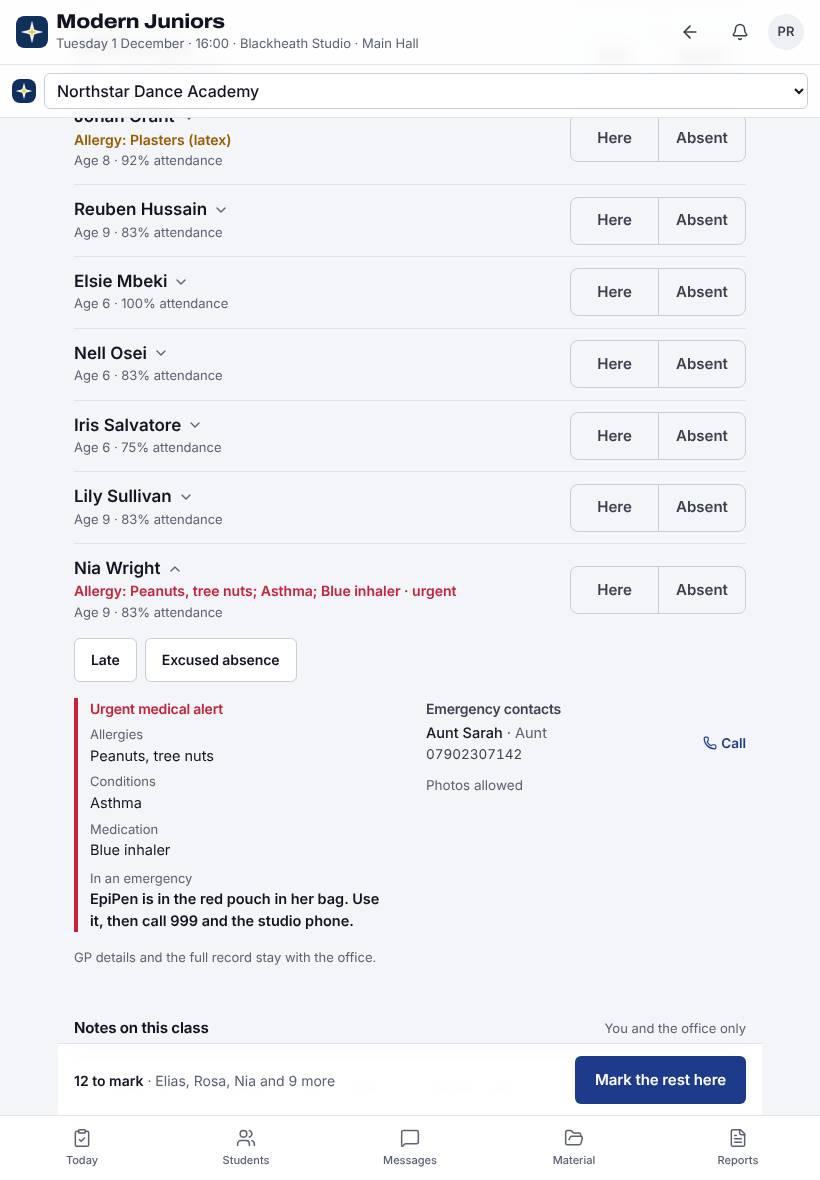 Modern Juniors
Tuesday 1 December · 16:00 · Blackheath Studio · Main Hall
PR
Northstar Dance Academy
Allergy: Plasters (latex)
Age 8 · 92% attendance
Here Absent
Reuben Hussain
Age 9 · 83% attendance
Here Absent
Elsie Mbeki
Age 6 · 100% attendance
Here Absent
Nell Osei
Age 6 · 83% attendance
Here Absent
Iris Salvatore
Age 6 · 75% attendance
Here Absent
Lily Sullivan
Age 9 · 83% attendance
Here Absent
Nia Wright
Allergy: Peanuts, tree nuts; Asthma; Blue inhaler · urgent
Age 9 · 83% attendance
Here Absent
Late
Excused absence
Urgent medical alert
Allergies
Peanuts, tree nuts
Conditions
Asthma
Medication
Blue inhaler
In an emergency
EpiPen is in the red pouch in her bag. Use
it, then call 999 and the studio phone.
Emergency contacts
Aunt Sarah · Aunt
07902307142
Call
Photos allowed
GP details and the full record stay with the office.
Notes on this class
You and the office only
12 to mark · Elias, Rosa, Nia and 9 more
Mark the rest here
Today
Students
Messages
Material
Reports